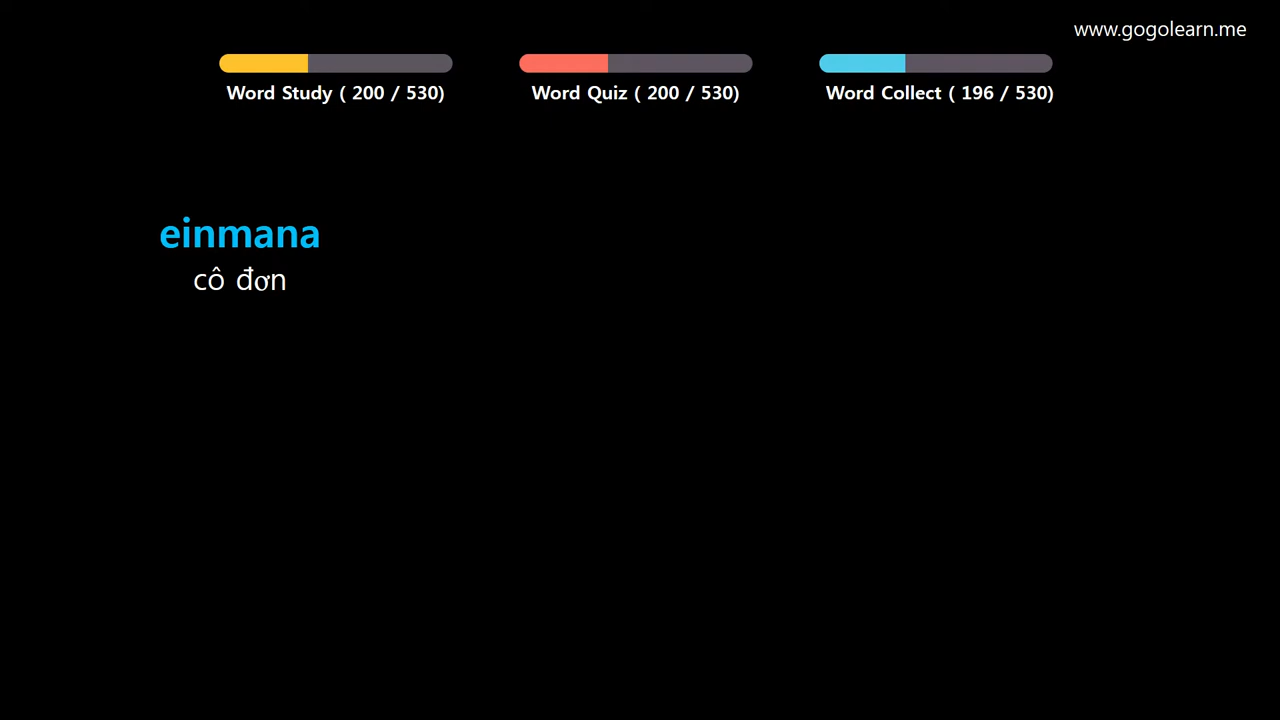 www.gogolearn.me
Word Study ( 200 / 530)
Word Quiz ( 200 / 530)
Word Collect ( 196 / 530)
einmana
cô đơn